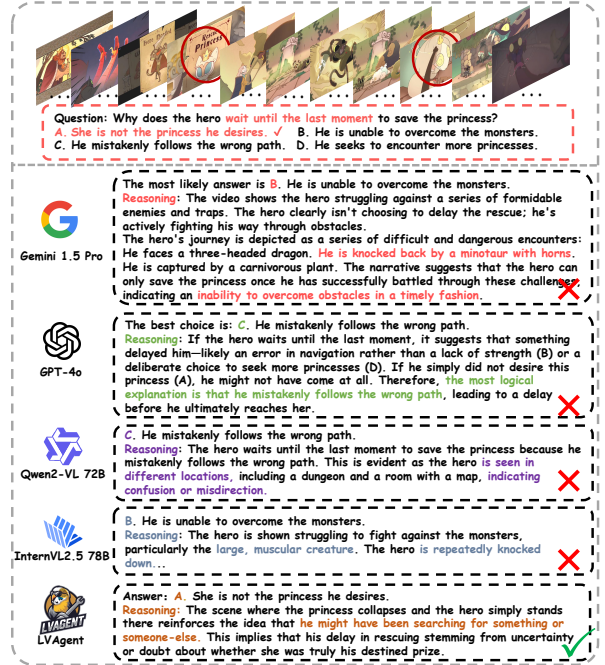 Rescue
Princess
Question: Why does the hero wait until the last moment to save the princess?
A. She is not the princess he desires. ✓ B. He is unable to overcome the monsters.
C. He mistakenly follows the wrong path. D. He seeks to encounter more princesses.
Gemini 1.5 Pro
The most likely answer is B. He is unable to overcome the monsters.
Reasoning: The video shows the hero struggling against a series of formidable
enemies and traps. The hero clearly isn't choosing to delay the rescue; he's
actively fighting his way through obstacles.
The hero's journey is depicted as a series of difficult and dangerous encounters:
He faces a three-headed dragon. He is knocked back by a minotaur with horns.
He is captured by a carnivorous plant. The narrative suggests that the hero can
only save the princess once he has successfully battled through these challenges,
indicating an inability to overcome obstacles in a timely fashion.
GPT-4o
The best choice is: C. He mistakenly follows the wrong path.
Reasoning: If the hero waits until the last moment, it suggests that something
delayed him—likely an error in navigation rather than a lack of strength (B) or a
deliberate choice to seek more princesses (D). If he simply did not desire this
princess (A), he might not have come at all. Therefore, the most logical
explanation is that he mistakenly follows the wrong path, leading to a delay
before he ultimately reaches her.
Qwen2-VL 72B
C. He mistakenly follows the wrong path.
Reasoning: The hero waits until the last moment to save the princess because he
mistakenly follows the wrong path. This is evident as the hero is seen in
different locations, including a dungeon and a room with a map, indicating
confusion or misdirection.
InternVL2.5 78B
B. He is unable to overcome the monsters.
Reasoning: The hero is shown struggling to fight against the monsters,
particularly the large, muscular creature. The hero is repeatedly knocked
down...
LVAGENT
LVAgent
Answer: A. She is not the princess he desires.
Reasoning: The scene where the princess collapses and the hero simply stands
there reinforces the idea that he might have been searching for something or
someone-else. This implies that his delay in rescuing stemming from uncertainty
or doubt about whether she was truly his destined prize.